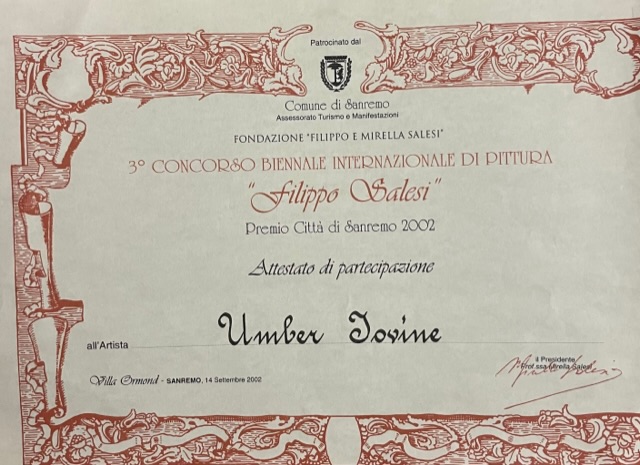 Patrocinato dal
Comune di Sanremo
Assessorato Turismo e Manifestazioni
FONDAZIONE "FILIPPO E MIRELLA SALESI"
3° CONCORSO BIENNALE INTERNAZIONALE DI PITTURA
"Filippo Salesi"
Premio Città di Sanremo 2002
Attestato di partecipazione
all'Artista Umber Iovine
Villa Ormond - SANREMO, 14 Settembre 2002
il Presidente
Prof.ssa Mirella Salesi